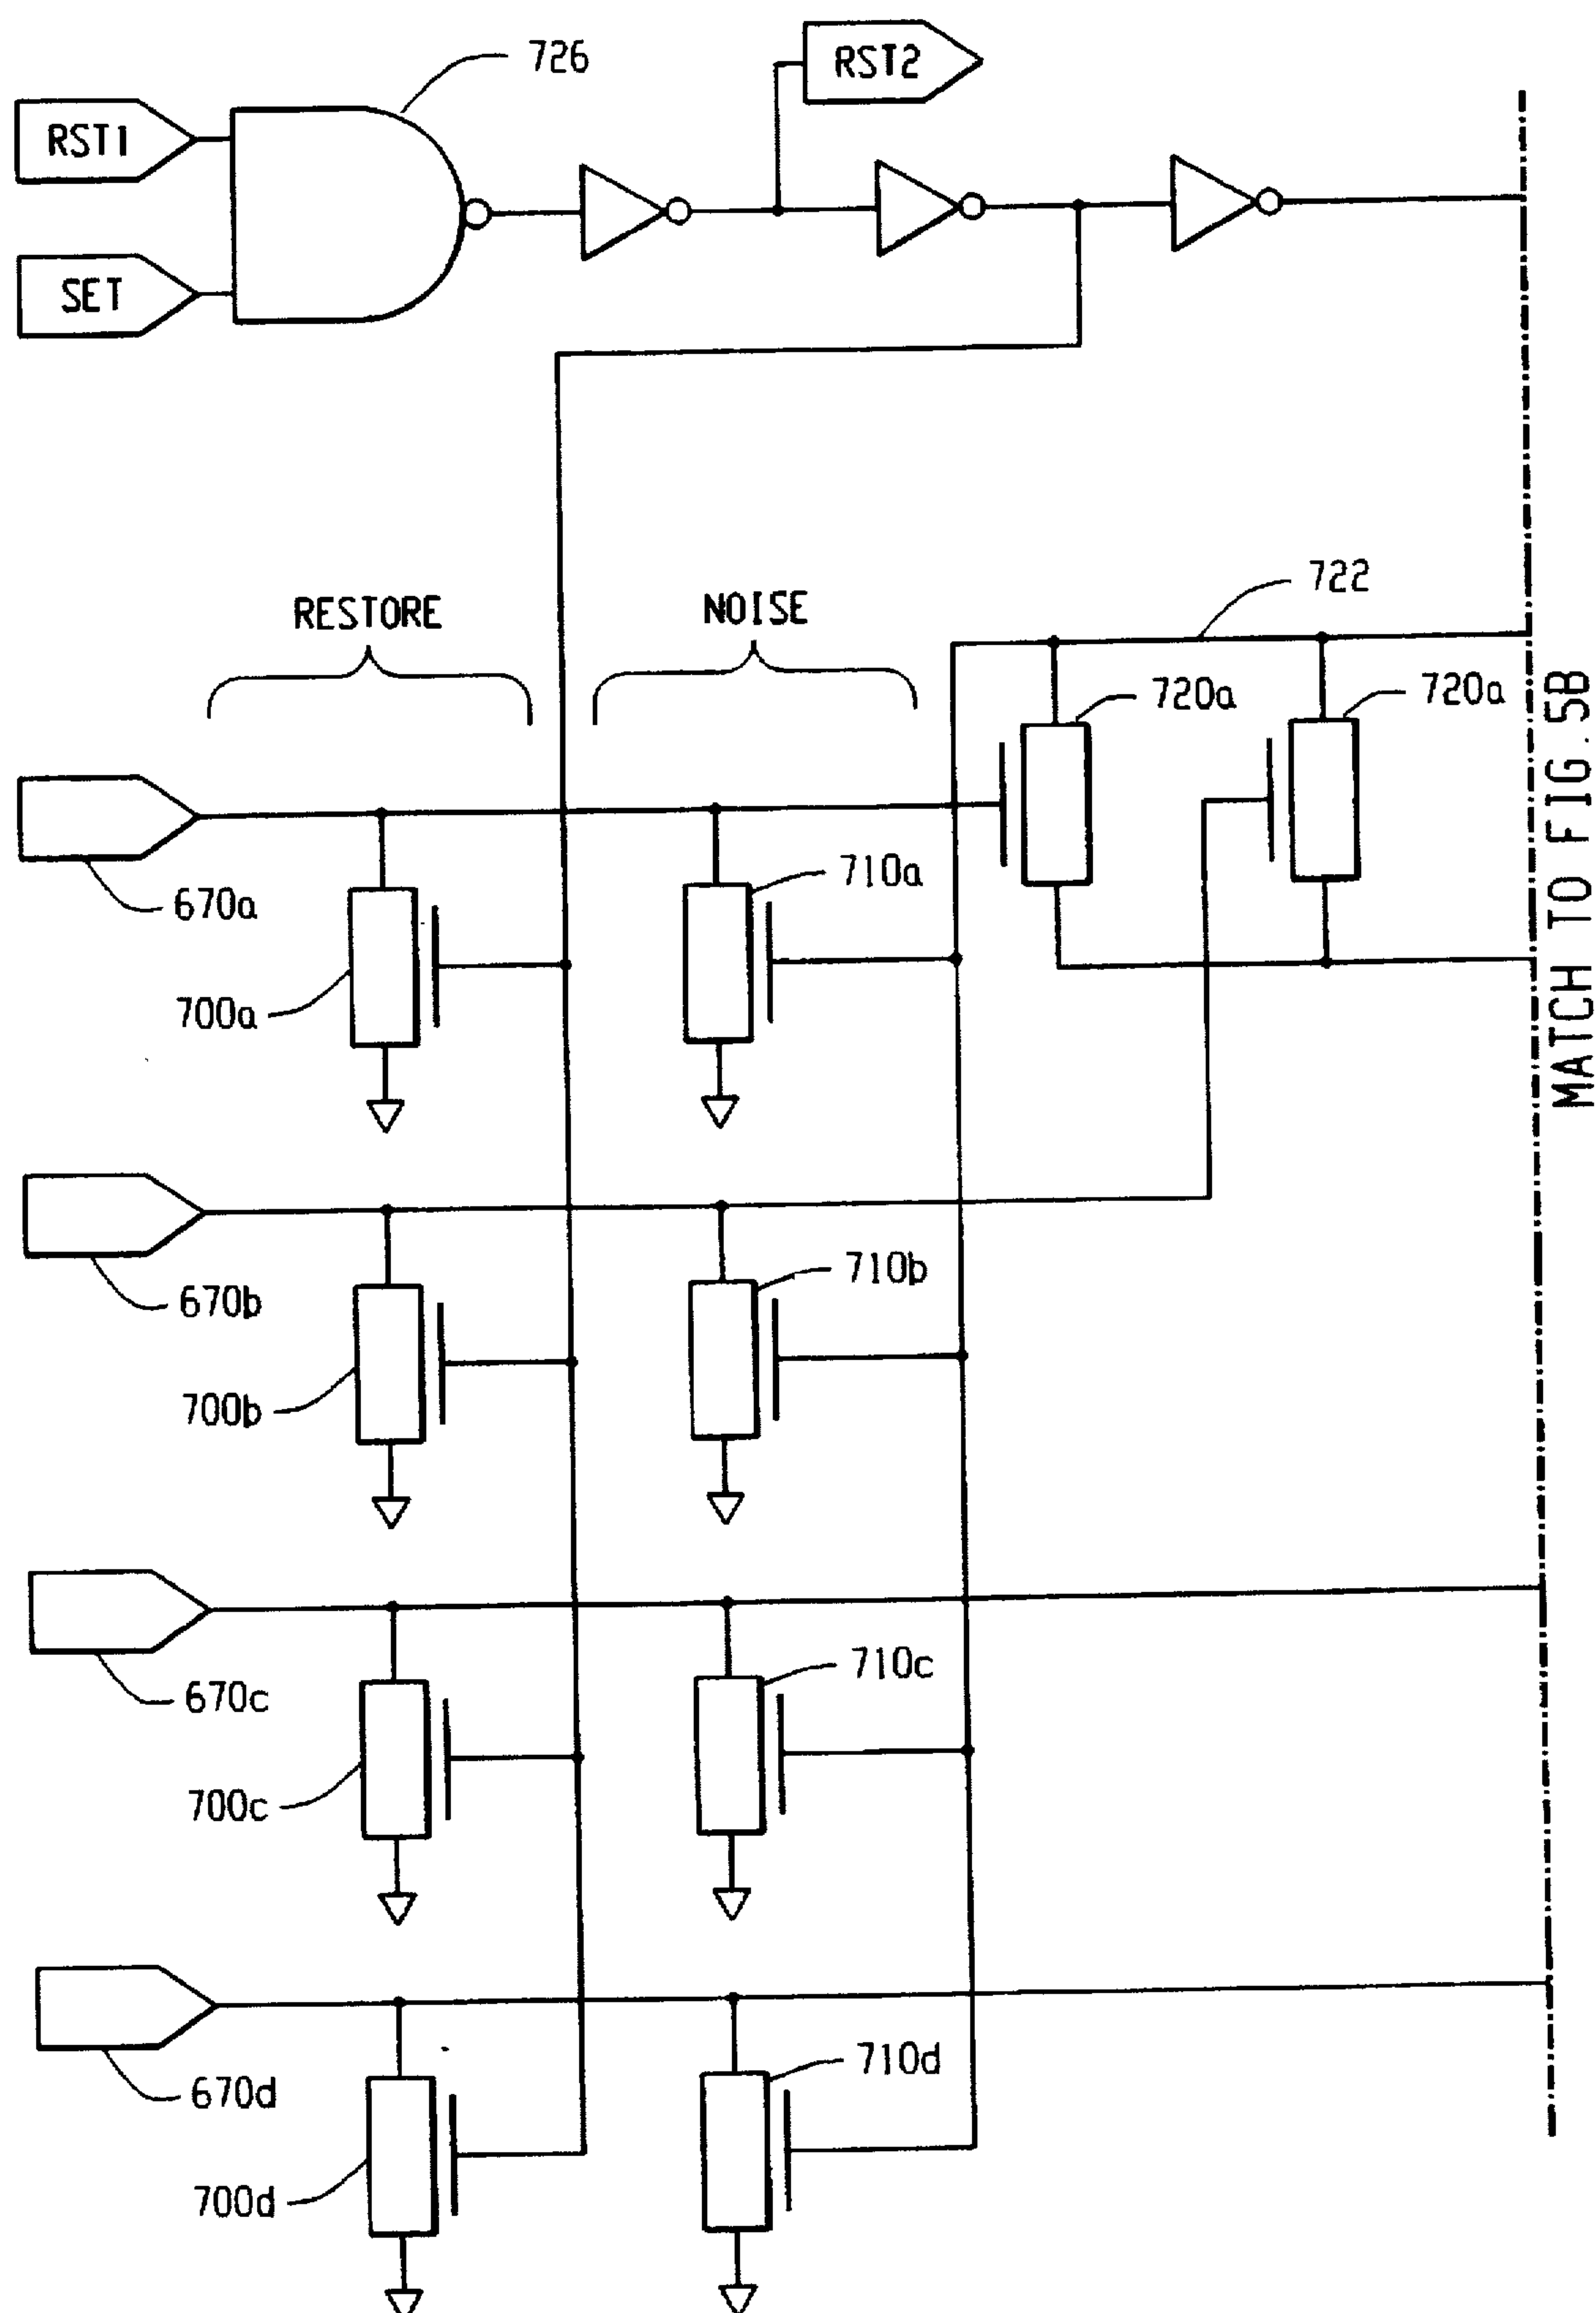 726
RST2
RST1
SET
722
RESTORE
NOISE
720a
720a
MATCH TO FIG. 5B
710a
670a
700a
710b
670b
700b
710c
670c
700c
710d
670d
700d